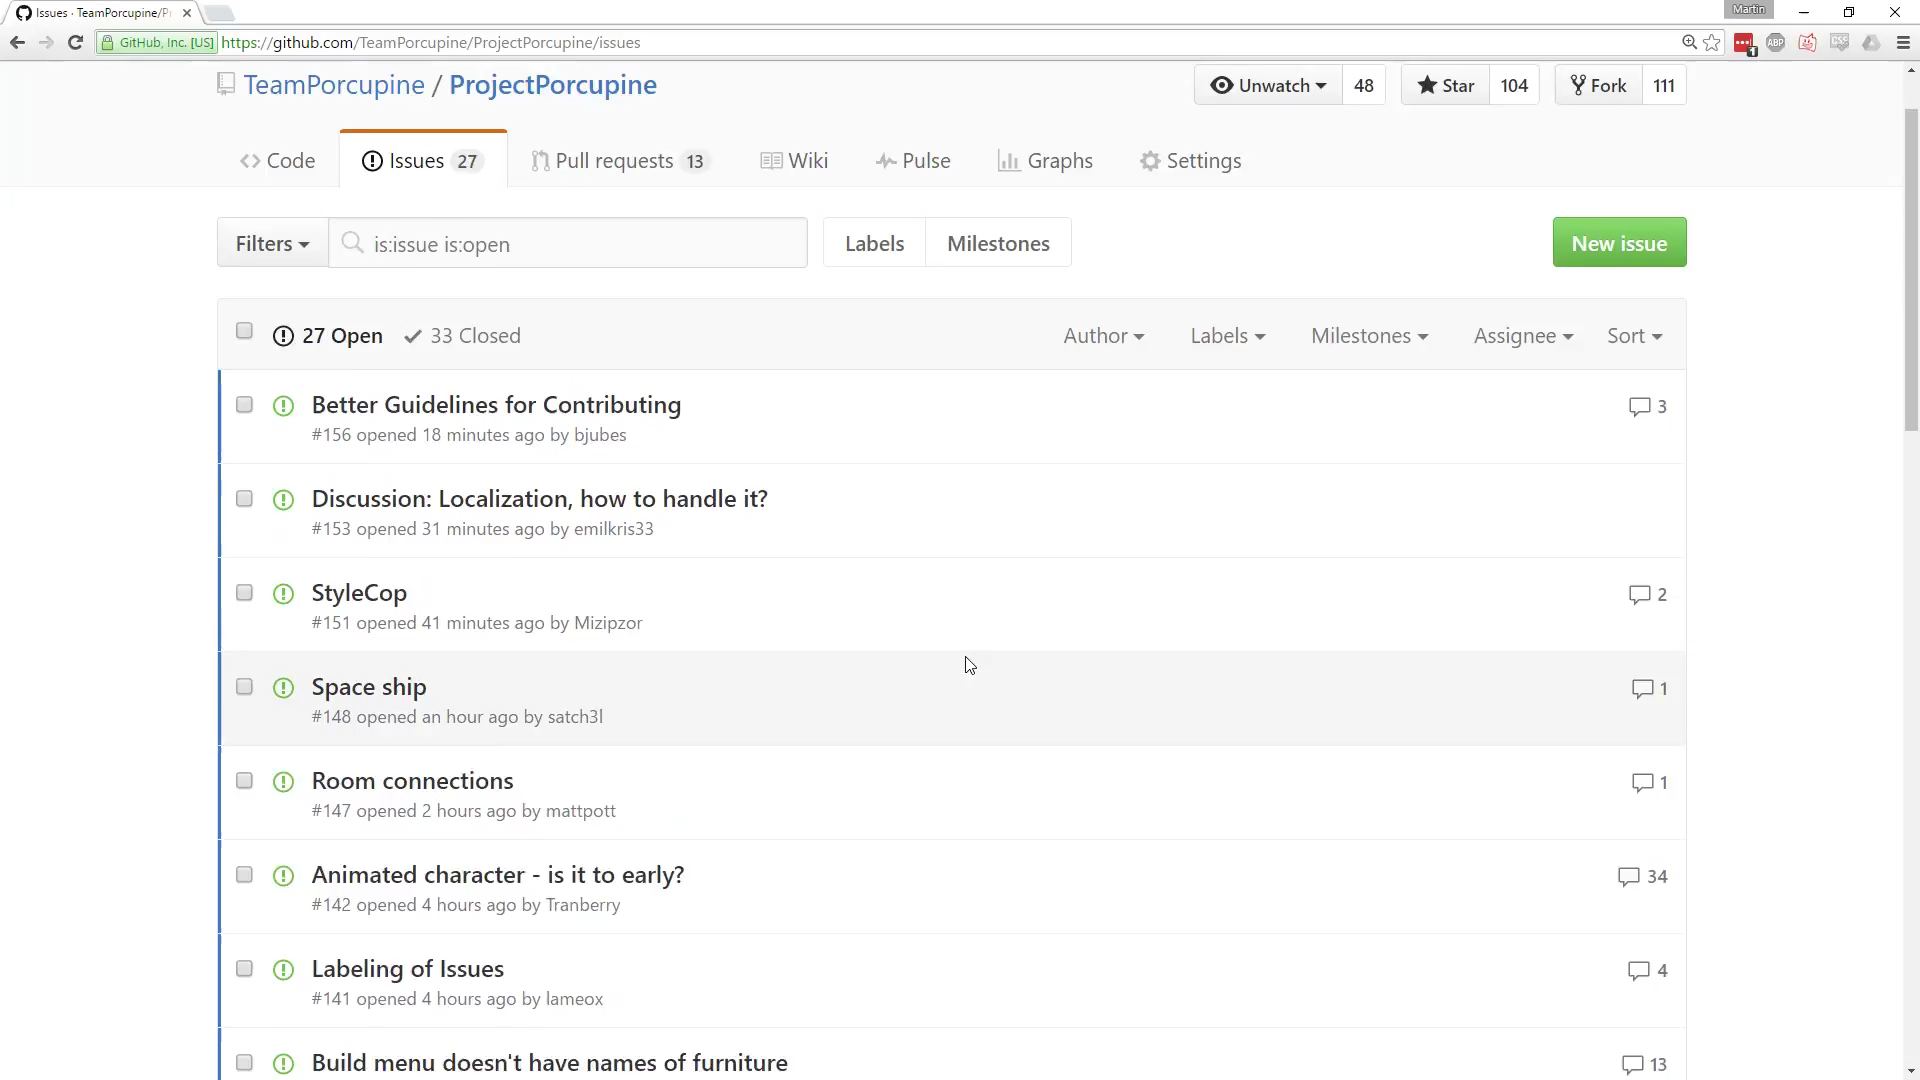 Issues · TeamPorcupine/P
Martin
GitHub, Inc. [US] https://github.com/TeamPorcupine/ProjectPorcupine/issues
1 ABP CSS
TeamPorcupine / ProjectPorcupine
Unwatch 48 Star 104 Fork 111
Code Issues 27 Pull requests 13 Wiki Pulse Graphs Settings
Filters is:issue is:open Labels Milestones New issue
27 Open 33 Closed Author Labels Milestones Assignee Sort
Better Guidelines for Contributing 3
#156 opened 18 minutes ago by bjubes
Discussion: Localization, how to handle it?
#153 opened 31 minutes ago by emilkris33
StyleCop 2
#151 opened 41 minutes ago by Mizipzor
Space ship 1
#148 opened an hour ago by satch3l
Room connections 1
#147 opened 2 hours ago by mattpott
Animated character - is it to early? 34
#142 opened 4 hours ago by Tranberry
Labeling of Issues 4
#141 opened 4 hours ago by lameox
Build menu doesn't have names of furniture 13